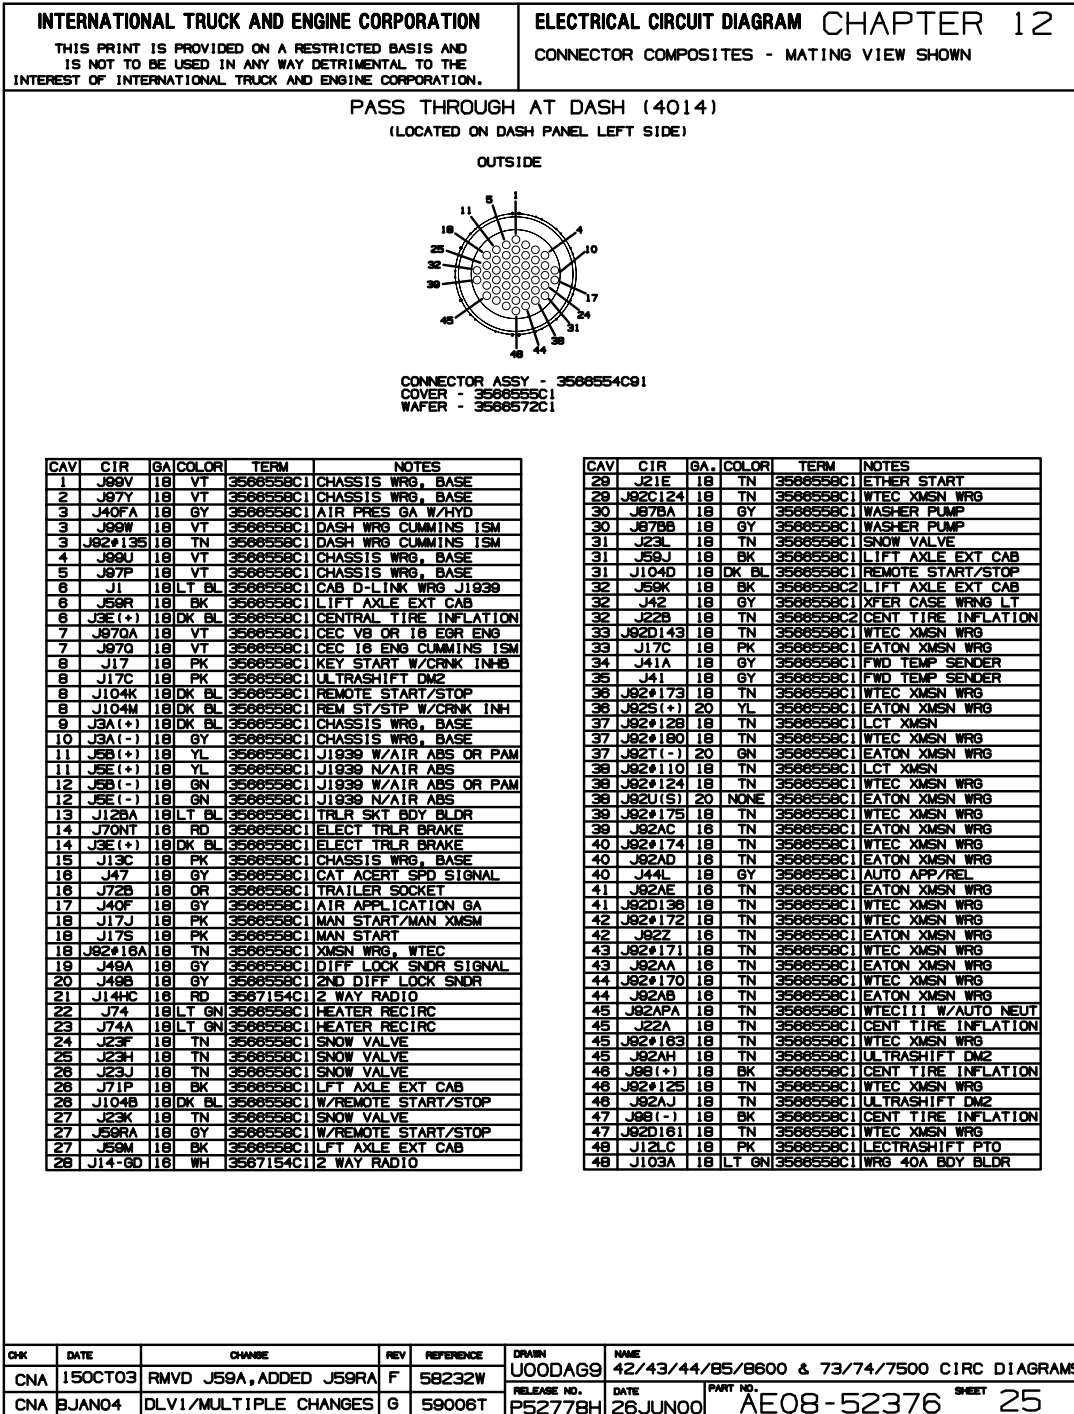 INTERNATIONAL TRUCK AND ENGINE CORPORATION
THIS PRINT IS PROVIDED ON A RESTRICTED BASIS AND
IS NOT TO BE USED IN ANY WAY DETRIMENTAL TO THE
INTEREST OF INTERNATIONAL TRUCK AND ENGINE CORPORATION.
ELECTRICAL CIRCUIT DIAGRAM CHAPTER 12
CONNECTOR COMPOSITES - MATING VIEW SHOWN
PASS THROUGH AT DASH (4014)
(LOCATED ON DASH PANEL LEFT SIDE)
OUTSIDE
1
5
11
18
25
32
39
45
48
44
38
31
24
17
10
4
CONNECTOR ASSY - 3566554C91
COVER - 3566555C1
WAFER - 3566572C1
CAV CIR GA COLOR TERM NOTES
1 J99V 18 VT 3566558C1 CHASSIS WRG, BASE
2 J97Y 18 VT 3566558C1 CHASSIS WRG, BASE
3 J40FA 18 GY 3566558C1 AIR PRES GA W/HYD
3 J99W 18 VT 3566558C1 DASH WRG CUMMINS ISM
3 J92#135 18 TN 3566558C1 DASH WRG CUMMINS ISM
4 J99U 18 VT 3566558C1 CHASSIS WRG, BASE
5 J97P 18 VT 3566558C1 CHASSIS WRG, BASE
6 J1 18 LT BL 3566558C1 CAB D-LINK WRG J1939
6 J59R 18 BK 3566558C1 LIFT AXLE EXT CAB
6 J3E(+) 18 DK BL 3566558C1 CENTRAL TIRE INFLATION
7 J97QA 18 VT 3566558C1 CEC V8 OR I6 EGR ENG
7 J97Q 18 VT 3566558C1 CEC I6 ENG CUMMINS ISM
8 J17 18 PK 3566558C1 KEY START W/CRNK INHB
8 J17C 18 PK 3566558C1 ULTRASHIFT DM2
8 J104K 18 DK BL 3566558C1 REMOTE START/STOP
8 J104M 18 DK BL 3566558C1 REM ST/STP W/CRNK INH
9 J3A(+) 18 DK BL 3566558C1 CHASSIS WRG, BASE
10 J3A(-) 18 GY 3566558C1 CHASSIS WRG, BASE
11 J5B(+) 18 YL 3566558C1 J1939 W/AIR ABS OR PAM
11 J5E(+) 18 YL 3566558C1 J1939 N/AIR ABS
12 J5B(-) 18 GN 3566558C1 J1939 W/AIR ABS OR PAM
12 J5E(-) 18 GN 3566558C1 J1939 N/AIR ABS
13 J12BA 18 LT BL 3566558C1 TRLR SKT BDY BLDR
14 J70NT 16 RD 3566558C1 ELECT TRLR BRAKE
14 J3E(+) 18 DK BL 3566558C1 ELECT TRLR BRAKE
15 J13C 18 PK 3566558C1 CHASSIS WRG, BASE
16 J47 18 GY 3566558C1 CAT ACERT SPD SIGNAL
16 J72B 18 OR 3566558C1 TRAILER SOCKET
17 J40F 18 GY 3566558C1 AIR APPLICATION GA
18 J17J 18 PK 3566558C1 MAN START/MAN XMSM
18 J17S 18 PK 3566558C1 MAN START
18 J92#16A 18 TN 3566558C1 XMSN WRG, WTEC
19 J49A 18 GY 3566558C1 DIFF LOCK SNDR SIGNAL
20 J49B 18 GY 3566558C1 2ND DIFF LOCK SNDR
21 J14HC 16 RD 3567154C1 2 WAY RADIO
22 J74 18 LT GN 3566558C1 HEATER RECIRC
23 J74A 18 LT GN 3566558C1 HEATER RECIRC
24 J23F 18 TN 3566558C1 SNOW VALVE
25 J23H 18 TN 3566558C1 SNOW VALVE
26 J23J 18 TN 3566558C1 SNOW VALVE
26 J71P 18 BK 3566558C1 LFT AXLE EXT CAB
26 J104B 18 DK BL 3566558C1 W/REMOTE START/STOP
27 J23K 18 TN 3566558C1 SNOW VALVE
27 J59RA 18 GY 3566558C1 W/REMOTE START/STOP
27 J59M 18 BK 3566558C1 LFT AXLE EXT CAB
28 J14-GD 16 WH 3567154C1 2 WAY RADIO
CAV CIR GA. COLOR TERM NOTES
29 J21E 18 TN 3566558C1 ETHER START
29 J92C124 18 TN 3566558C1 WTEC XMSN WRG
30 J87BA 18 GY 3566558C1 WASHER PUMP
30 J87BB 18 GY 3566558C1 WASHER PUMP
31 J23L 18 TN 3566558C1 SNOW VALVE
31 J59J 18 BK 3566558C1 LIFT AXLE EXT CAB
31 J104D 18 DK BL 3566558C1 REMOTE START/STOP
32 J59K 18 BK 3566558C2 LIFT AXLE EXT CAB
32 J42 18 GY 3566558C1 XFER CASE WRNG LT
32 J22B 18 TN 3566558C2 CENT TIRE INFLATION
33 J92D143 18 TN 3566558C1 WTEC XMSN WRG
33 J17C 18 PK 3566558C1 EATON XMSN WRG
34 J41A 18 GY 3566558C1 FWD TEMP SENDER
35 J41 18 GY 3566558C1 FWD TEMP SENDER
36 J92#173 18 TN 3566558C1 WTEC XMSN WRG
36 J92S(+) 20 YL 3566558C1 EATON XMSN WRG
37 J92#128 18 TN 3566558C1 LCT XMSN
37 J92#180 18 TN 3566558C1 WTEC XMSN WRG
37 J92T(-) 20 GN 3566558C1 EATON XMSN WRG
38 J92#110 18 TN 3566558C1 LCT XMSN
38 J92#124 18 TN 3566558C1 WTEC XMSN WRG
38 J92U(S) 20 NONE 3566558C1 EATON XMSN WRG
39 J92#175 18 TN 3566558C1 WTEC XMSN WRG
39 J92AC 16 TN 3566558C1 EATON XMSN WRG
40 J92#174 18 TN 3566558C1 WTEC XMSN WRG
40 J92AD 16 TN 3566558C1 EATON XMSN WRG
40 J44L 18 GY 3566558C1 AUTO APP/REL
41 J92AE 16 TN 3566558C1 EATON XMSN WRG
41 J92D136 18 TN 3566558C1 WTEC XMSN WRG
42 J92#172 18 TN 3566558C1 WTEC XMSN WRG
42 J92Z 16 TN 3566558C1 EATON XMSN WRG
43 J92#171 18 TN 3566558C1 WTEC XMSN WRG
43 J92AA 16 TN 3566558C1 EATON XMSN WRG
44 J92#170 18 TN 3566558C1 WTEC XMSN WRG
44 J92AB 16 TN 3566558C1 EATON XMSN WRG
45 J92APA 18 TN 3566558C1 WTECIII W/AUTO NEUT
45 J22A 18 TN 3566558C1 CENT TIRE INFLATION
45 J92#163 18 TN 3566558C1 WTEC XMSN WRG
45 J92AH 18 TN 3566558C1 ULTRASHIFT DM2
46 J98(+) 18 BK 3566558C1 CENT TIRE INFLATION
46 J92#125 18 TN 3566558C1 WTEC XMSN WRG
46 J92AJ 18 TN 3566558C1 ULTRASHIFT DM2
47 J98(-) 18 BK 3566558C1 CENT TIRE INFLATION
47 J92D161 18 TN 3566558C1 WTEC XMSN WRG
48 J12LC 18 PK 3566558C1 LECTRASHIFT PTO
48 J103A 18 LT GN 3566558C1 WRG 40A BDY BLDR
CHK DATE CHANGE REV REFERENCE
CNA 15OCT03 RMVD J59A,ADDED J59RA F 58232W
CNA 8JAN04 DLV1/MULTIPLE CHANGES G 59006T
DRAWN
U00DAG9
NAME
42/43/44/85/8600 & 73/74/7500 CIRC DIAGRAMS
RELEASE NO.
P52778H
DATE
26JUN00
PART NO.
AE08-52376
SHEET 25